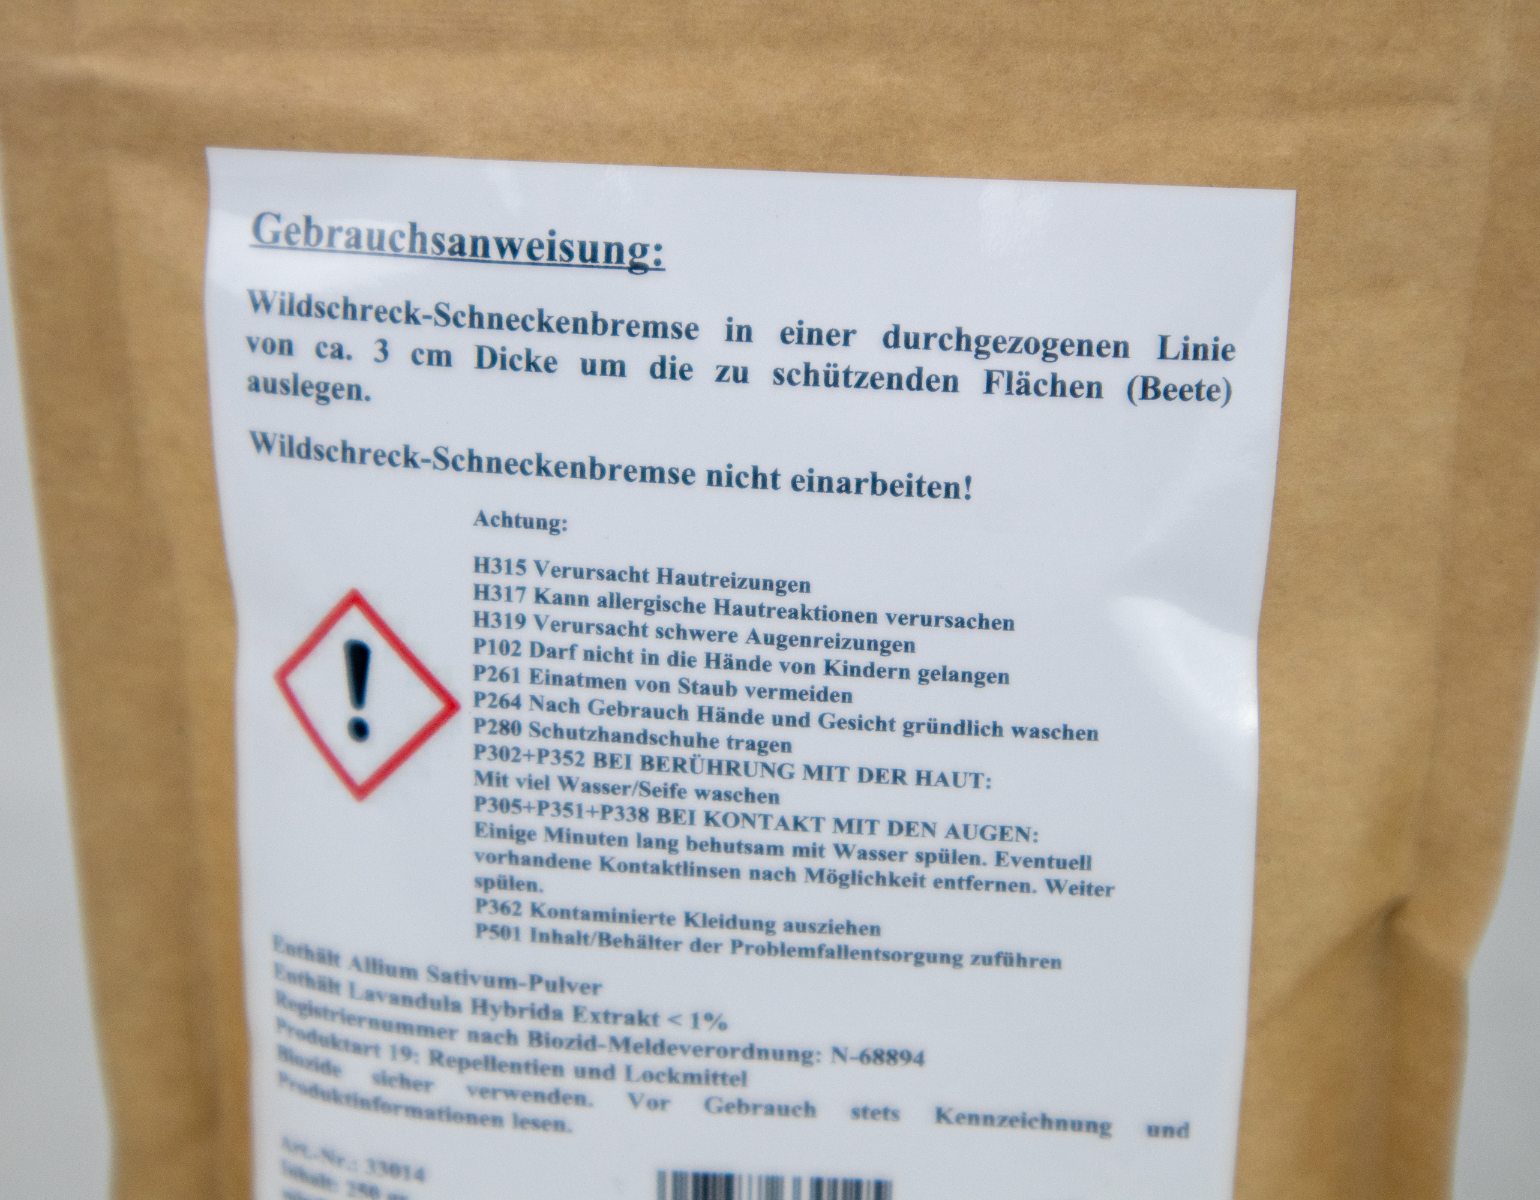 Gebrauchsanweisung:
Wildschreck-Schneckenbremse in einer durchgezogenen Linie
von ca. 3 cm Dicke um die zu schützenden Flächen (Beete)
auslegen.
Wildschreck-Schneckenbremse nicht einarbeiten!
Achtung:
H315 Verursacht Hautreizungen
H317 Kann allergische Hautreaktionen verursachen
H319 Verursacht schwere Augenreizungen
P102 Darf nicht in die Hände von Kindern gelangen
P261 Einatmen von Staub vermeiden
P264 Nach Gebrauch Hände und Gesicht gründlich waschen
P280 Schutzhandschuhe tragen
P302+P352 BEI BERÜHRUNG MIT DER HAUT:
Mit viel Wasser/Seife waschen
P305+P351+P338 BEI KONTAKT MIT DEN AUGEN:
Einige Minuten lang behutsam mit Wasser spülen. Eventuell
vorhandene Kontaktlinsen nach Möglichkeit entfernen. Weiter
spülen.
P362 Kontaminierte Kleidung ausziehen
P501 Inhalt/Behälter der Problemfallentsorgung zuführen
Enthält Allium Sativum-Pulver
Enthält Lavandula Hybrida Extrakt < 1%
Registriernummer nach Biozid-Meldeverordnung: N-68894
Produktart 19: Repellentien und Lockmittel
Biozide sicher verwenden. Vor Gebrauch stets Kennzeichnung und
Produktinformationen lesen.
Art.-Nr.: 33014
Inhalt: 250